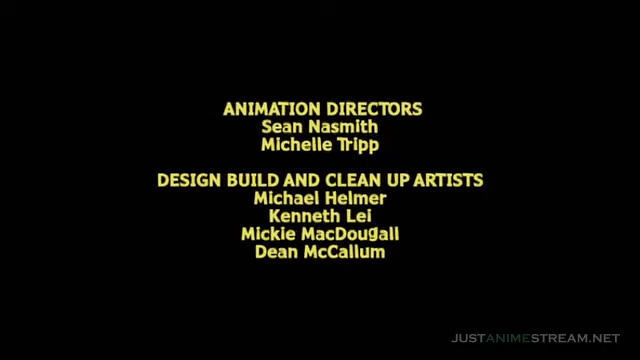 ANIMATION DIRECTORS
Sean Nasmith
Michelle Tripp
DESIGN BUILD AND CLEAN UP ARTISTS
Michael Helmer
Kenneth Lei
Mickie MacDougall
Dean McCallum
JUSTANIMESTREAM.NET